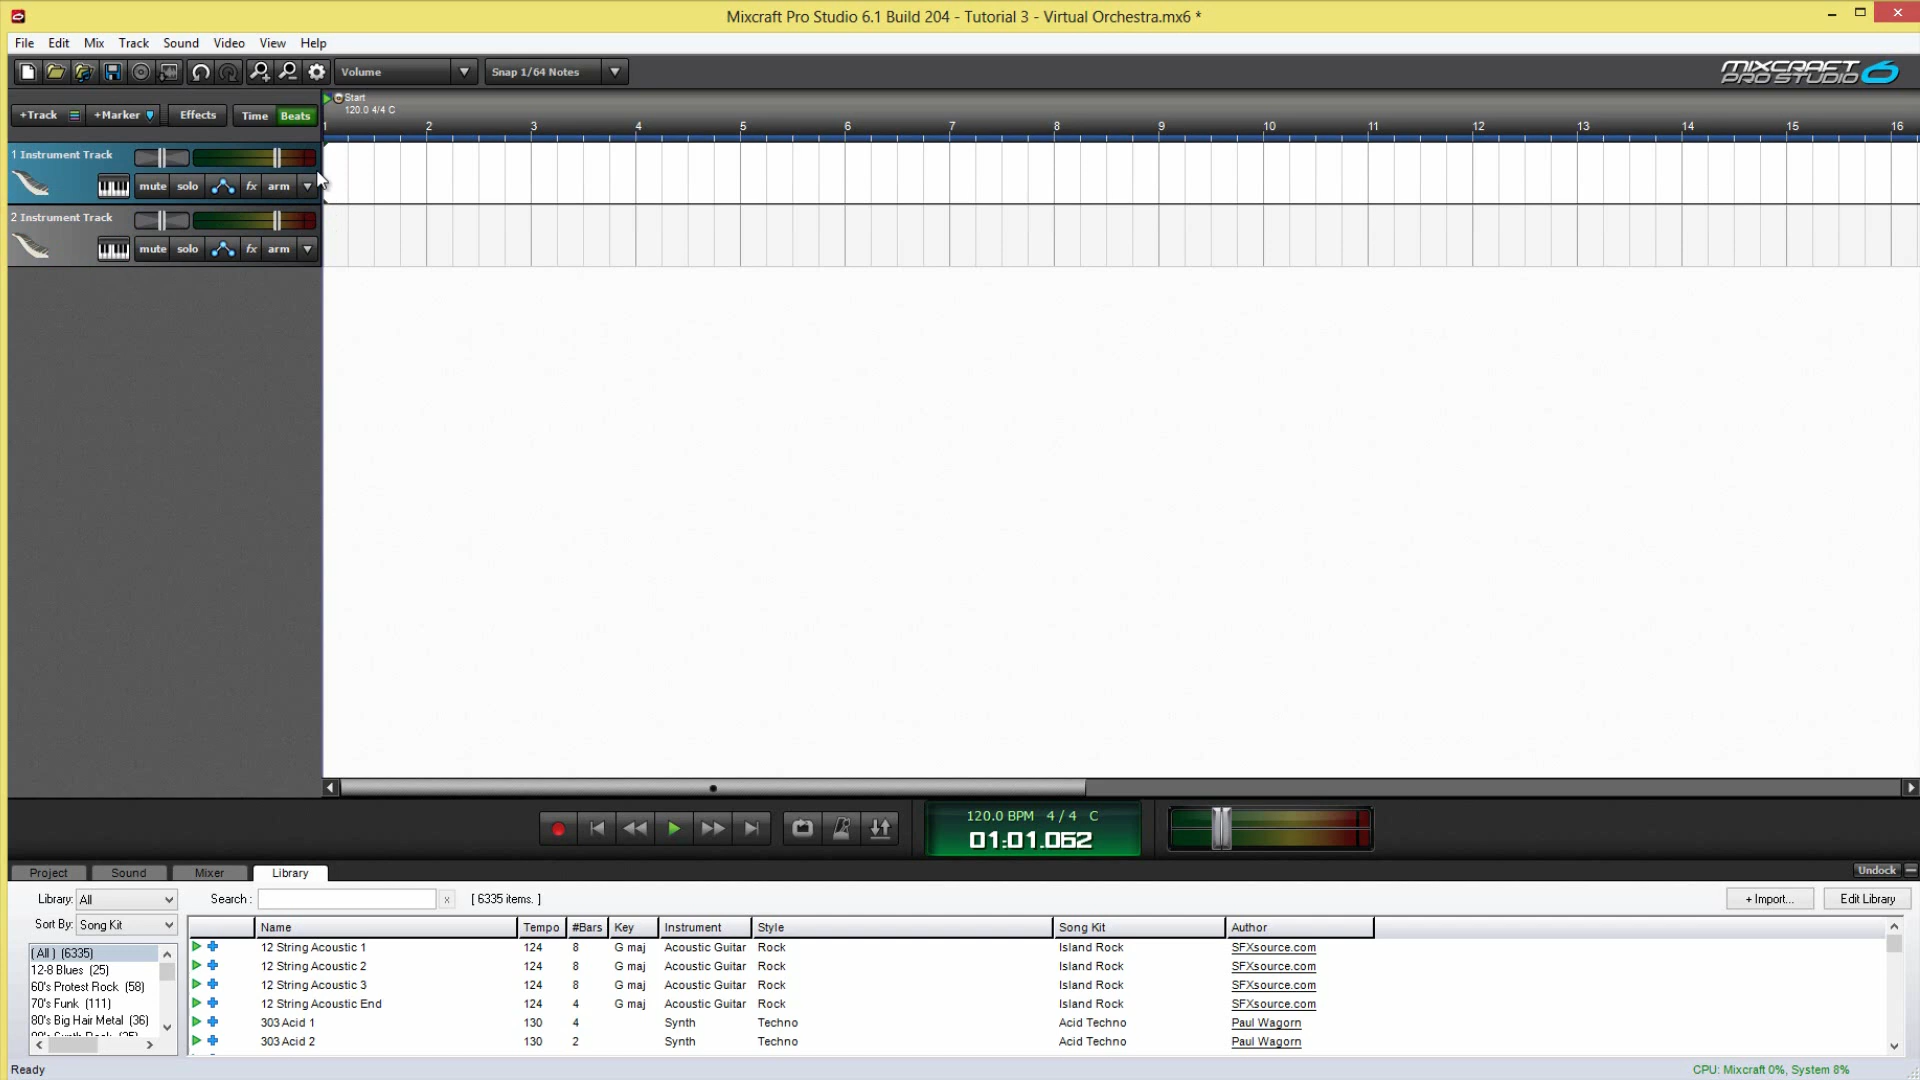 Mixcraft Pro Studio 6.1 Build 204 - Tutorial 3 - Virtual Orchestra.mx6 *
File Edit Mix Track Sound Video View Help
Volume Snap 1/64 Notes
MIXCRAFT 6
PRO STUDIO
+Track +Marker Effects Time Beats
Start
120.0 4/4 C
1 2 3 4 5 6 7 8 9 10 11 12 13 14 15 16
1 Instrument Track
mute solo fx arm
2 Instrument Track
mute solo fx arm
120.0 BPM 4 / 4 C
01:01.062
Project Sound Mixer Library Undock
Library: All Search : x [ 6335 items. ] + Import... Edit Library
Sort By: Song Kit
( All ) (6335)
12-8 Blues (25)
60's Protest Rock (58)
70's Funk (111)
80's Big Hair Metal (36)
Name Tempo #Bars Key Instrument Style Song Kit Author
12 String Acoustic 1 124 8 G maj Acoustic Guitar Rock Island Rock SFXsource.com
12 String Acoustic 2 124 8 G maj Acoustic Guitar Rock Island Rock SFXsource.com
12 String Acoustic 3 124 8 G maj Acoustic Guitar Rock Island Rock SFXsource.com
12 String Acoustic End 124 4 G maj Acoustic Guitar Rock Island Rock SFXsource.com
303 Acid 1 130 4 Synth Techno Acid Techno Paul Wagorn
303 Acid 2 130 2 Synth Techno Acid Techno Paul Wagorn
Ready CPU: Mixcraft 0%, System 8%